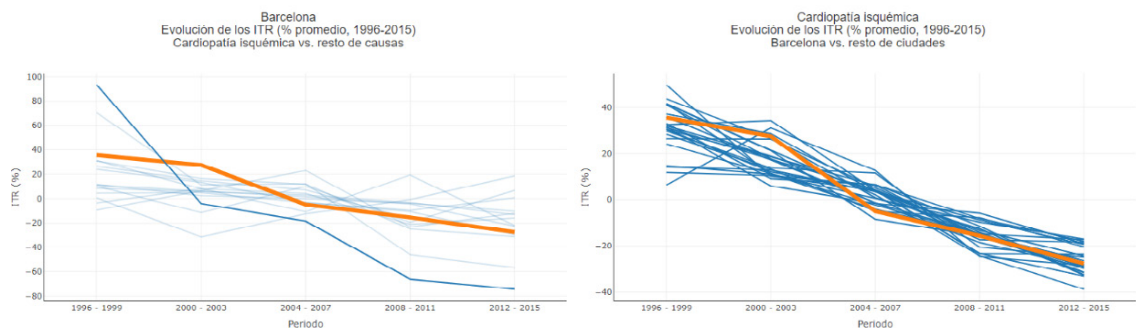 Barcelona
Evolución de los ITR (% promedio, 1996-2015)
Cardiopatía isquémica vs. resto de causas
100
80
60
40
20
0
−20
−40
−60
−80
ITR (%)
1996 - 1999
2000 - 2003
2004 - 2007
2008 - 2011
2012 - 2015
Periodo
Cardiopatía isquémica
Evolución de los ITR (% promedio, 1996-2015)
Barcelona vs. resto de ciudades
40
20
0
−20
−40
ITR (%)
1996 - 1999
2000 - 2003
2004 - 2007
2008 - 2011
2012 - 2015
Periodo